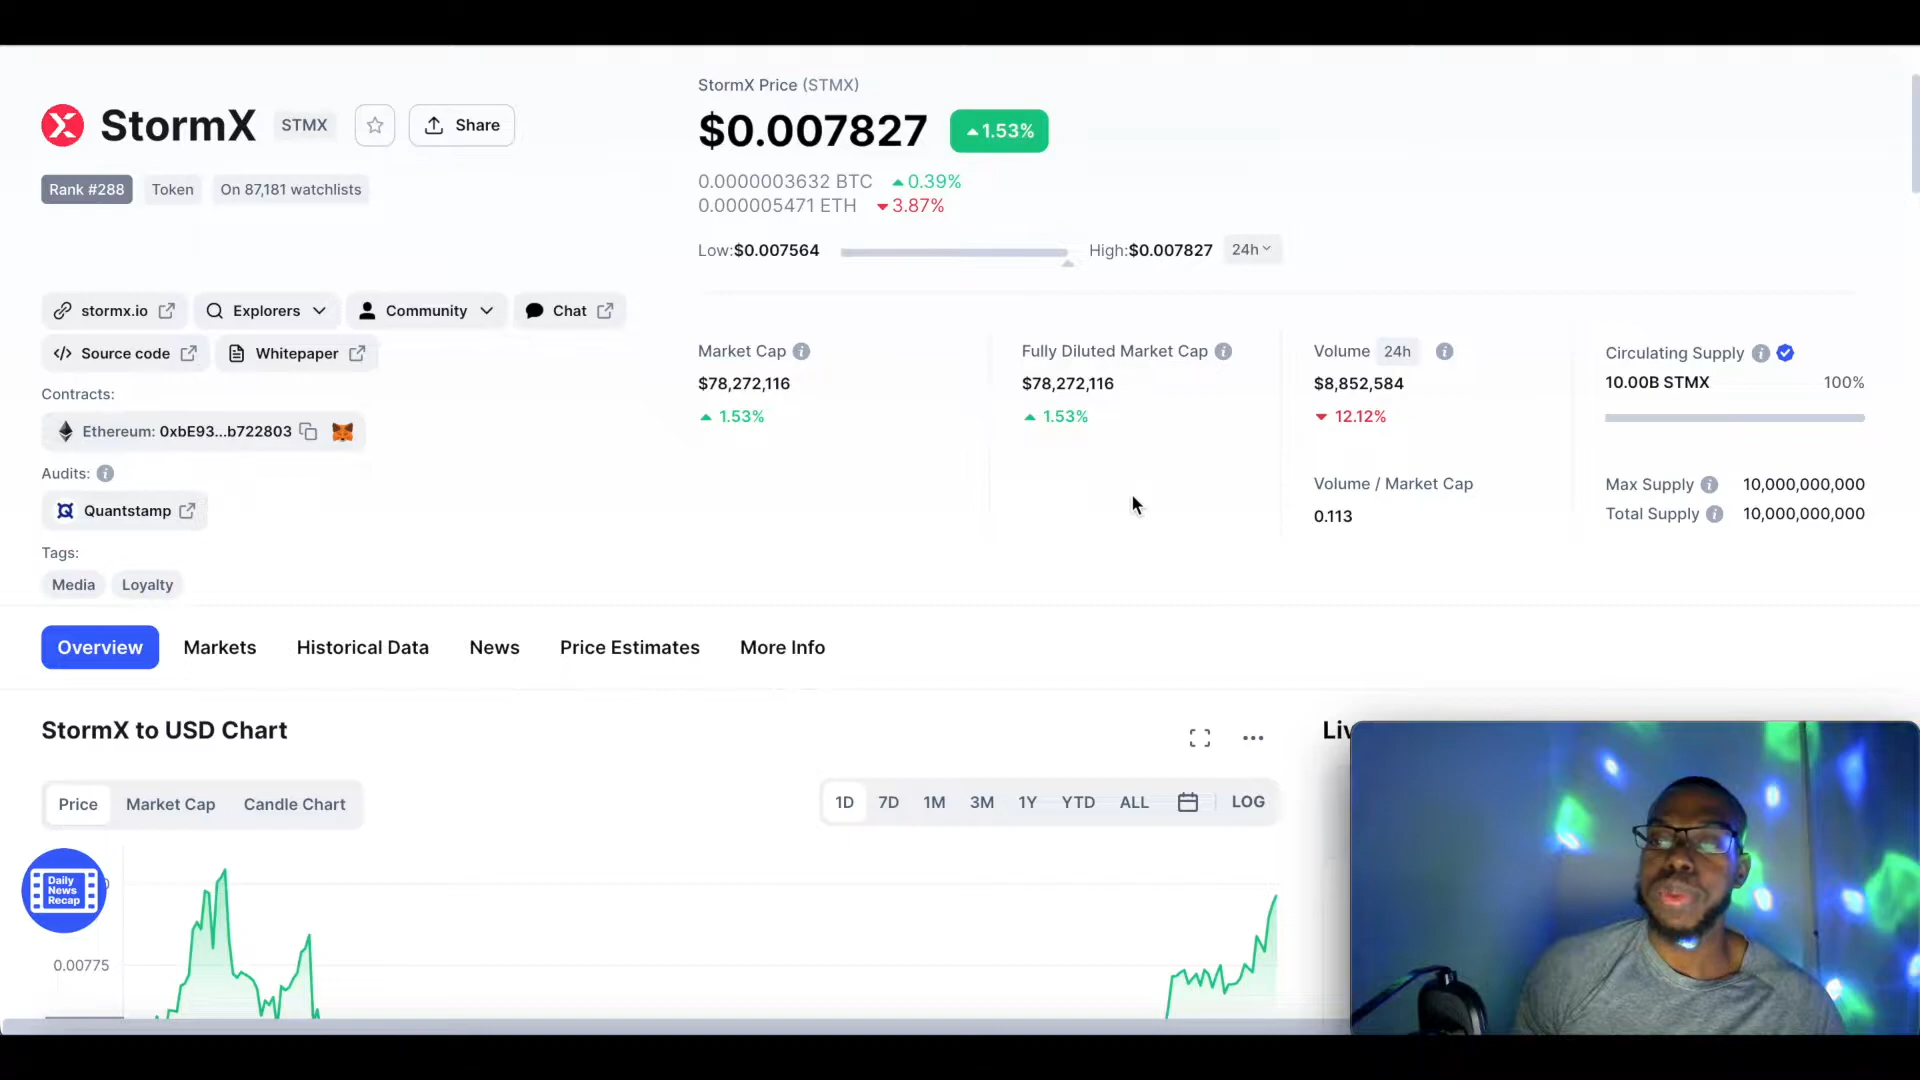 StormX STMX Share
Rank #288 Token On 87,181 watchlists
stormx.io Explorers Community Chat
Source code Whitepaper
Contracts:
Ethereum: 0xbE93...b722803
Audits:
Quantstamp
Tags:
Media Loyalty
StormX Price (STMX)
$0.007827 1.53%
0.0000003632 BTC 0.39%
0.000005471 ETH 3.87%
Low:$0.007564 High:$0.007827 24h
Market Cap
$78,272,116
1.53%
Fully Diluted Market Cap
$78,272,116
1.53%
Volume 24h
$8,852,584
12.12%
Volume / Market Cap
0.113
Circulating Supply
10.00B STMX 100%
Max Supply 10,000,000,000
Total Supply 10,000,000,000
Overview Markets Historical Data News Price Estimates More Info
StormX to USD Chart
Price Market Cap Candle Chart
1D 7D 1M 3M 1Y YTD ALL LOG
Daily
News
Recap
0.00775